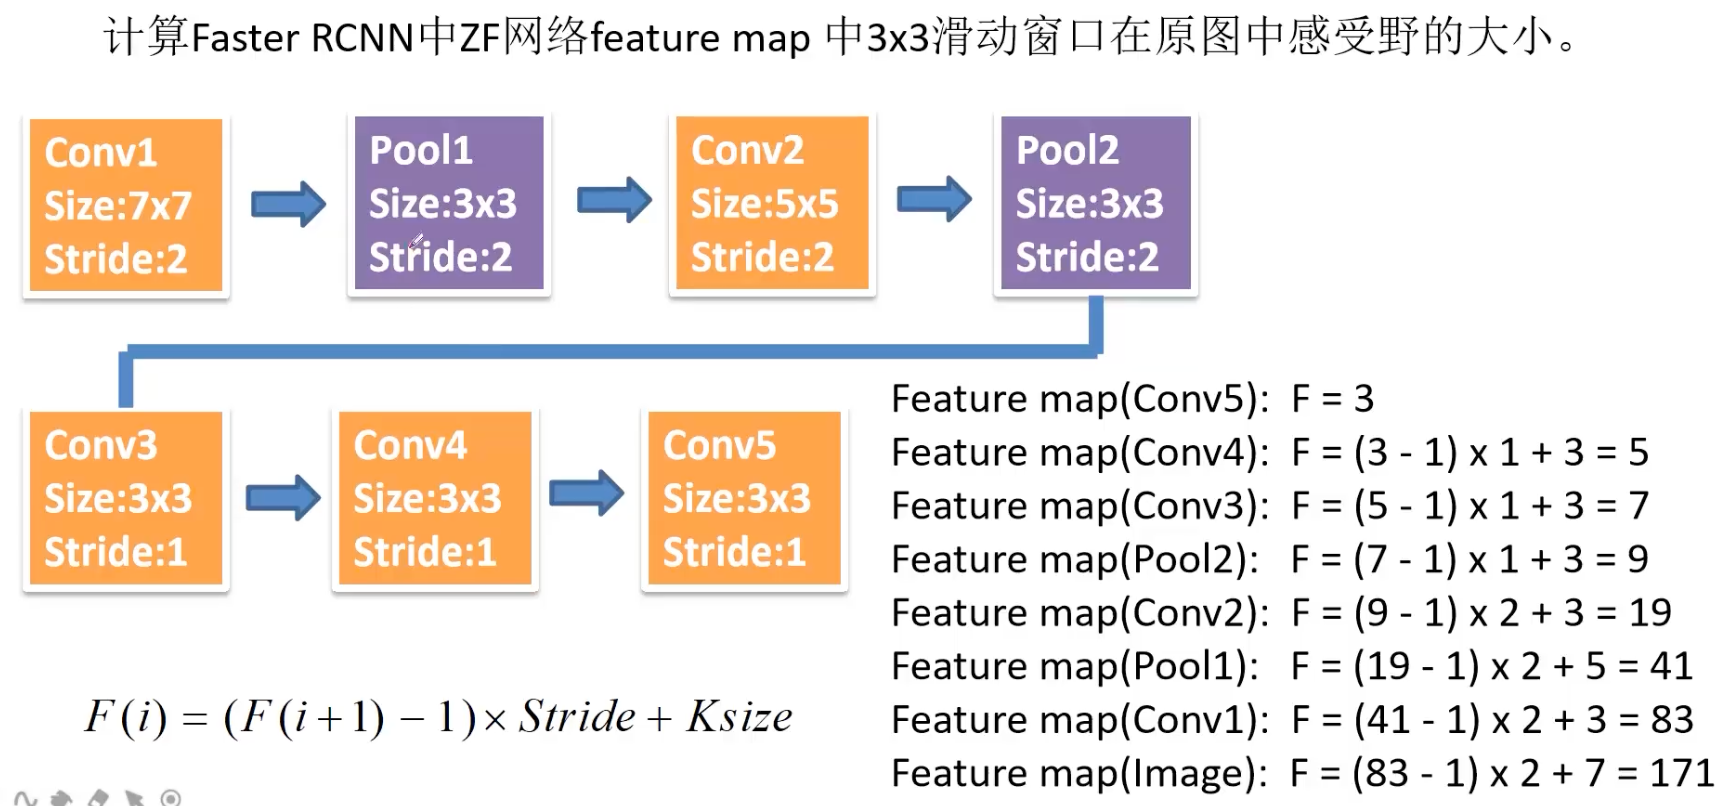 计算Faster RCNN中ZF网络feature map 中3x3滑动窗口在原图中感受野的大小。
Conv1
Size:7x7
Stride:2
Pool1
Size:3x3
Stride:2
Conv2
Size:5x5
Stride:2
Pool2
Size:3x3
Stride:2
Conv3
Size:3x3
Stride:1
Conv4
Size:3x3
Stride:1
Conv5
Size:3x3
Stride:1
Feature map(Conv5): F = 3
Feature map(Conv4): F = (3 - 1) x 1 + 3 = 5
Feature map(Conv3): F = (5 - 1) x 1 + 3 = 7
Feature map(Pool2): F = (7 - 1) x 1 + 3 = 9
Feature map(Conv2): F = (9 - 1) x 2 + 3 = 19
Feature map(Pool1): F = (19 - 1) x 2 + 5 = 41
Feature map(Conv1): F = (41 - 1) x 2 + 3 = 83
Feature map(Image): F = (83 - 1) x 2 + 7 = 171
F(i) = (F(i+1) − 1)× Stride + Ksize